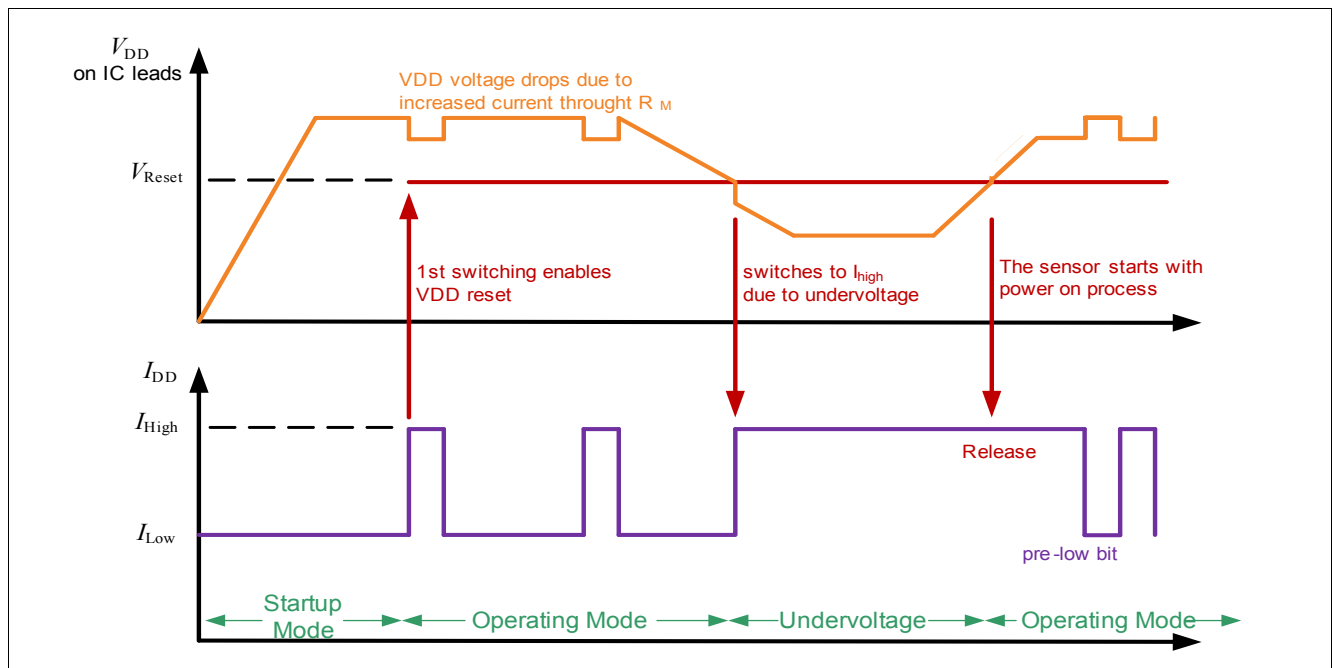 VDD
on IC leads
VDD voltage drops due to
increased current throught R M
VReset
1st switching enables
VDD reset
switches to Ihigh
due to undervoltage
The sensor starts with
power on process
IDD
IHigh
Release
ILow
pre-low bit
Startup
Mode
Operating Mode
Undervoltage
Operating Mode